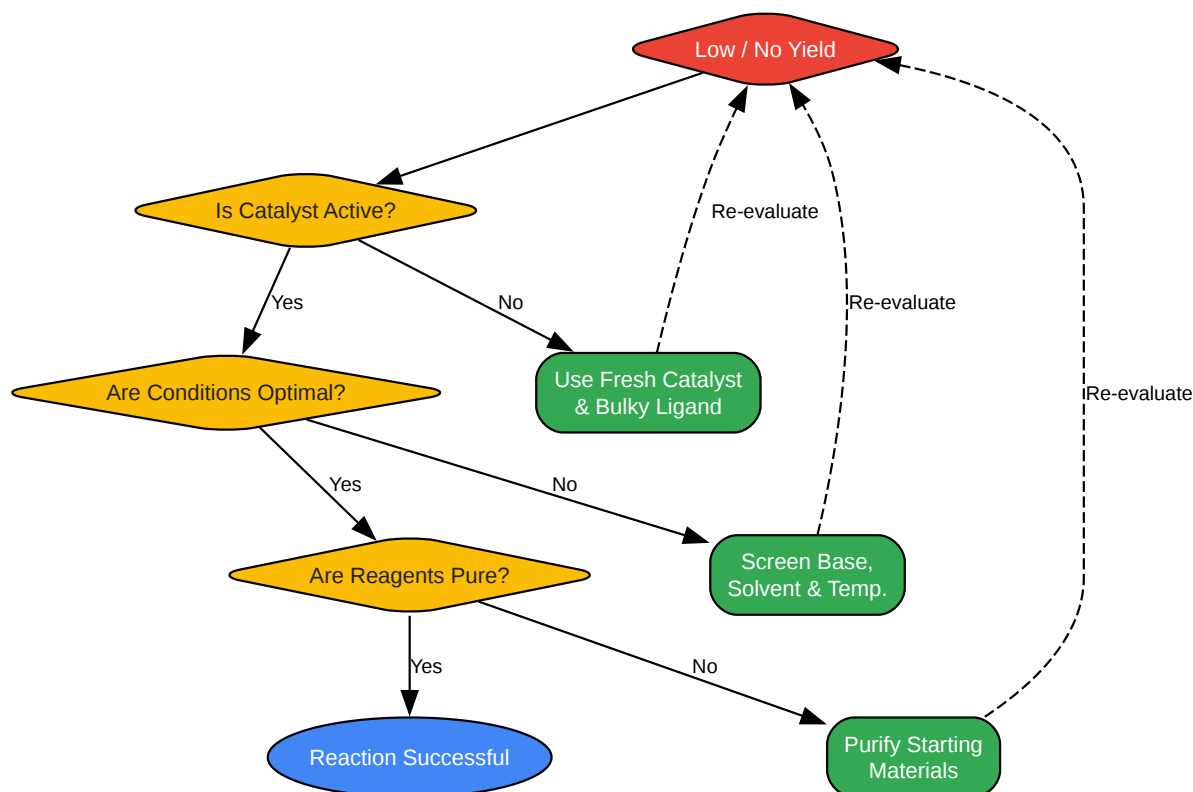 Low / No Yield
Is Catalyst Active?
Re-evaluate
Yes
No
Re-evaluate
Are Conditions Optimal?
Use Fresh Catalyst
& Bulky Ligand
Re-evaluate
Yes
No
Are Reagents Pure?
Screen Base,
Solvent & Temp.
Yes
No
Reaction Successful
Purify Starting
Materials